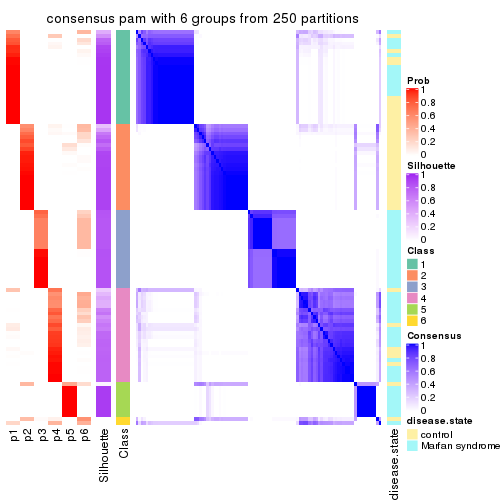 consensus pam with 6 groups from 250 partitions
Prob
1
0.8
0.6
0.4
0.2
0
Silhouette
1
0.8
0.6
0.4
0.2
0
Class
1
2
3
4
5
6
Consensus
1
0.8
0.6
0.4
0.2
0
disease.state
control
Marfan syndrome
p1
p2
p3
p4
p5
p6
Silhouette
Class
disease.state